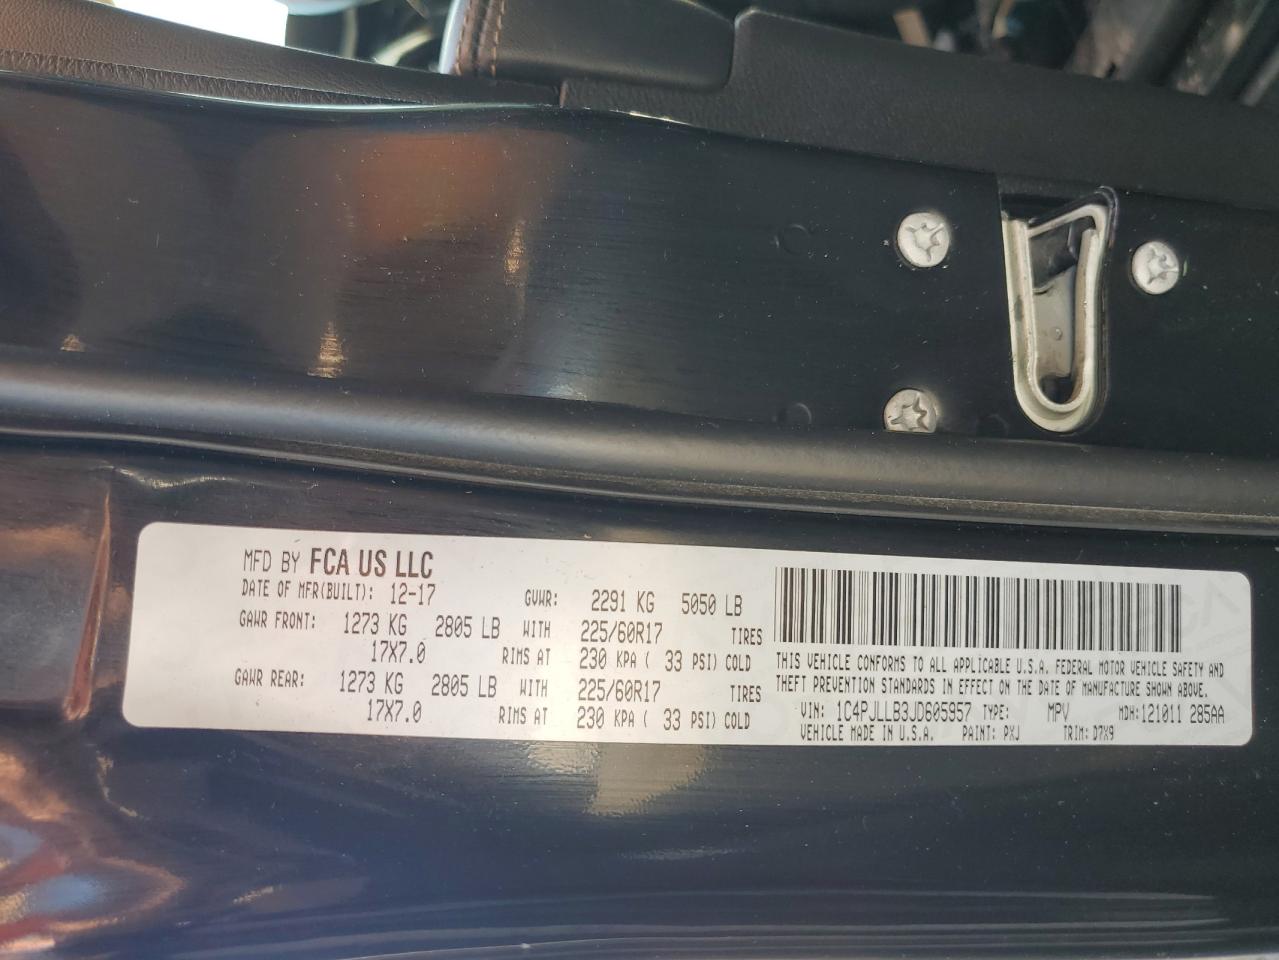 MFD BY FCA US LLC
DATE OF MFR(BUILT): 12-17 GVWR: 2291 KG 5050 LB
GAWR FRONT: 1273 KG 2805 LB WITH 225/60R17 TIRES
17X7.0 RIMS AT 230 KPA ( 33 PSI) COLD
GAWR REAR: 1273 KG 2805 LB WITH 225/60R17 TIRES
17X7.0 RIMS AT 230 KPA ( 33 PSI) COLD
THIS VEHICLE CONFORMS TO ALL APPLICABLE U.S.A. FEDERAL MOTOR VEHICLE SAFETY AND
THEFT PREVENTION STANDARDS IN EFFECT ON THE DATE OF MANUFACTURE SHOWN ABOVE.
VIN: 1C4PJLLB3JD605957 TYPE: MPV MDH:121011 285AA
VEHICLE MADE IN U.S.A. PAINT: PXJ TRIM: D7X9